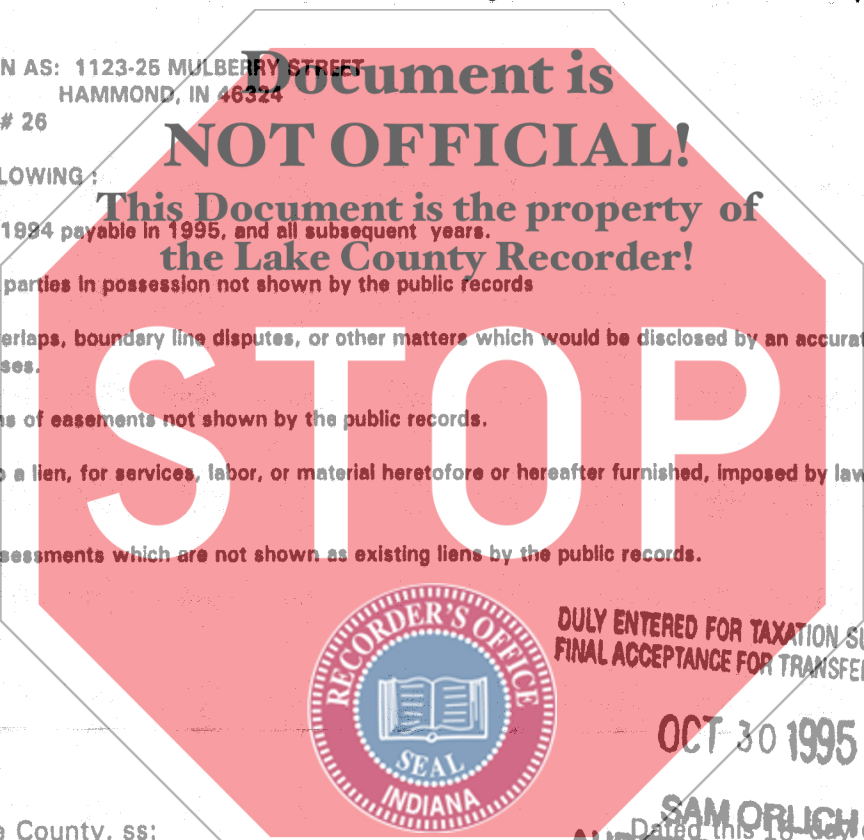 Document is
NOT OFFICIAL!
This Document is the property of
the Lake County Recorder!
STOP
N AS: 1123-25 MULBERRY STREET
HAMMOND, IN 46324
# 26
LOWING :
1994 payable in 1995, and all subsequent years.
parties in possession not shown by the public records
erlaps, boundary line disputes, or other matters which would be disclosed by an accurat
ses.
s of easements not shown by the public records.
a lien, for services, labor, or material heretofore or hereafter furnished, imposed by law
sessments which are not shown as existing liens by the public records.
RECORDER'S OFFICE
SEAL
INDIANA
DULY ENTERED FOR TAXATION SU
FINAL ACCEPTANCE FOR TRANSFE
OCT 30 1995
SAM ORLICH
e County, ss:
Dated this